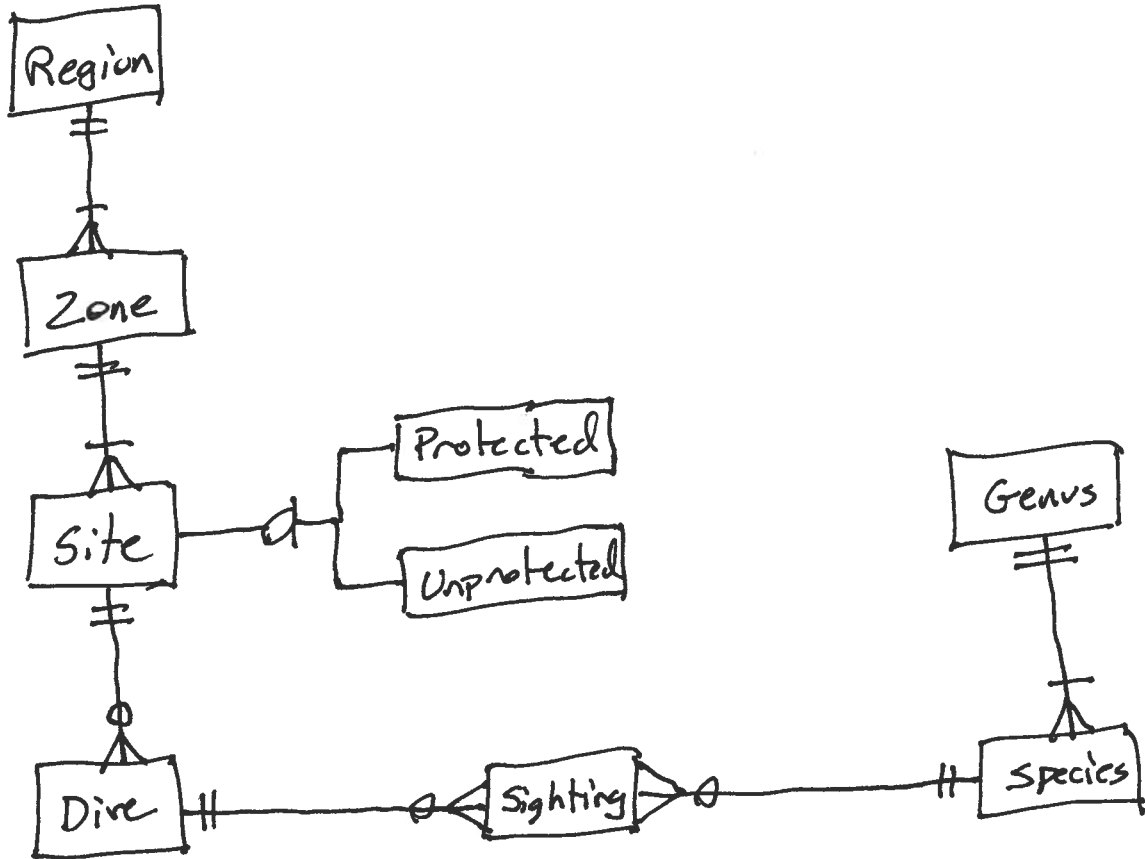 Region
Zone
Protected
Genus
Site
Unprotected
Dive
Sighting
Species